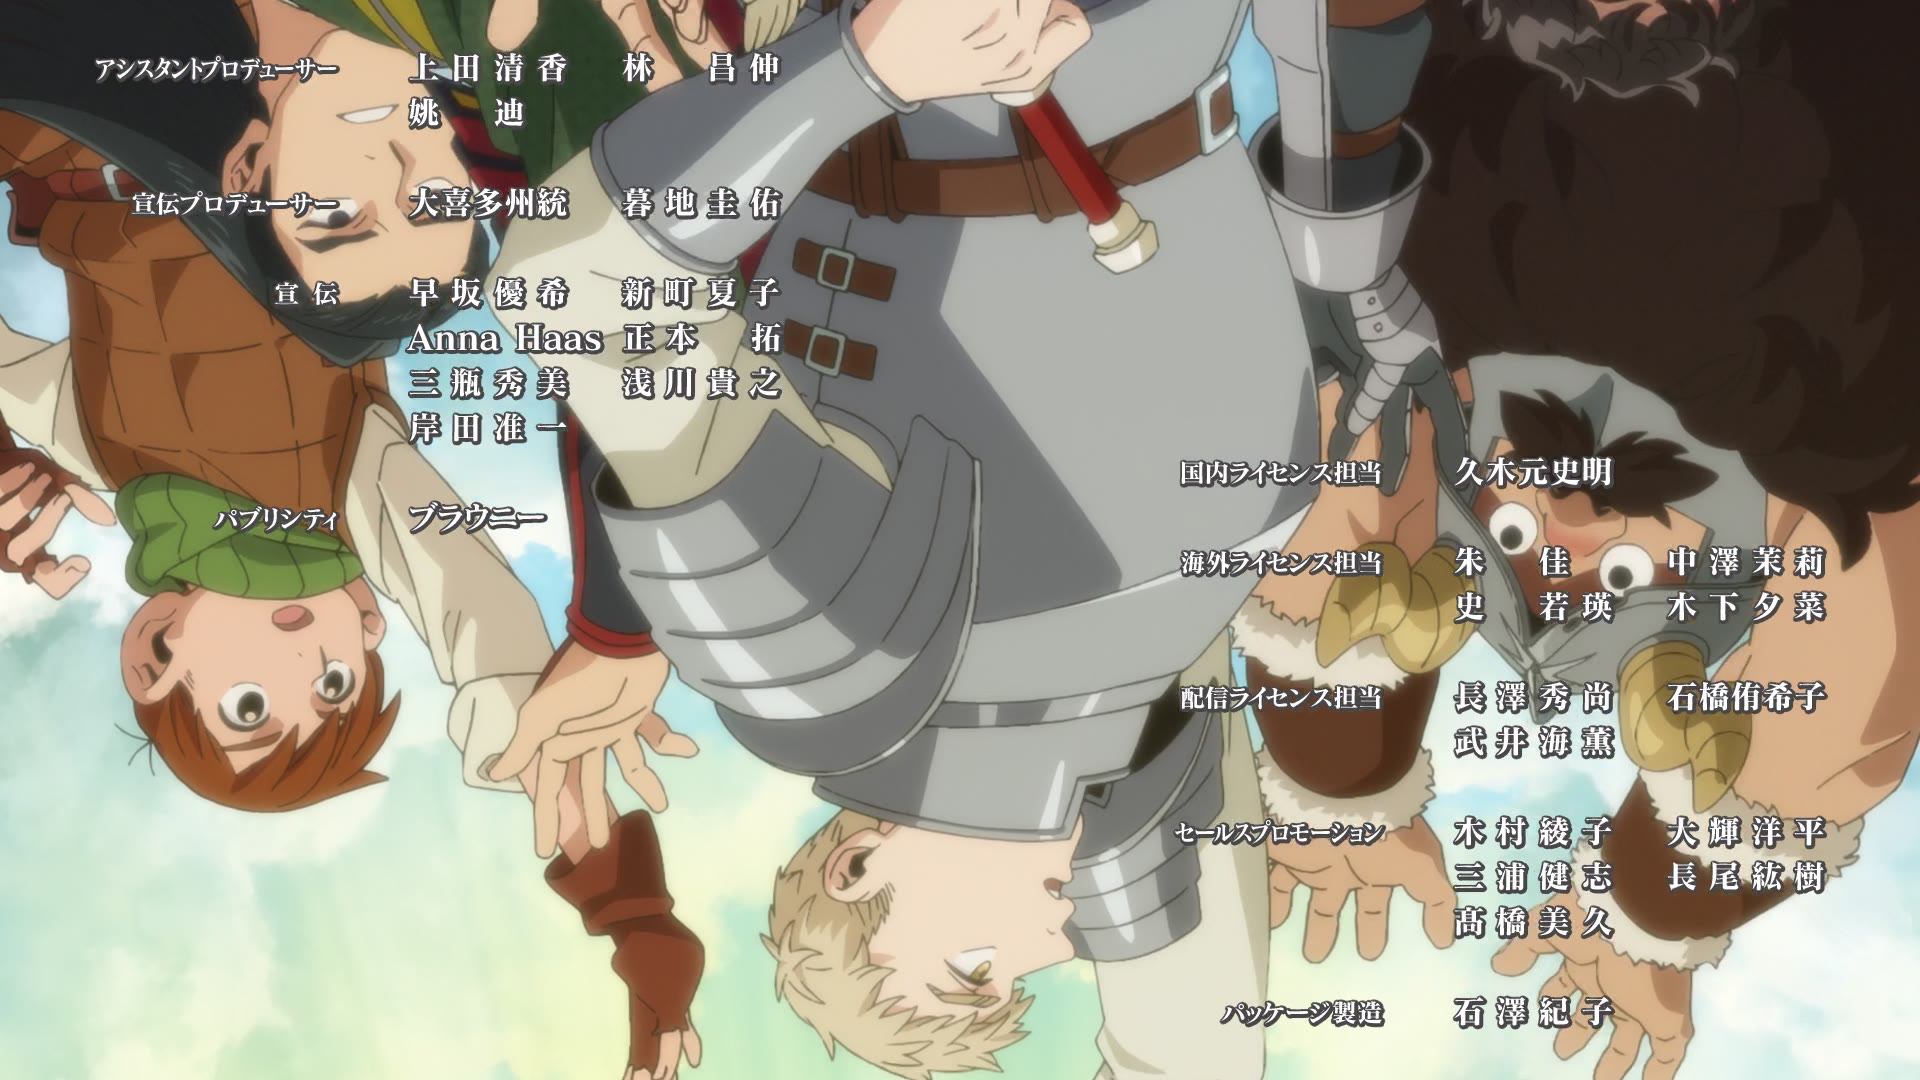 アシスタントプロデューサー 上田清香 林 昌伸
姚 迪
宣伝プロデューサー 大喜多州統 暮地圭佑
宣伝 早坂優希 新町夏子
Anna Haas 正本 拓
三瓶秀美 浅川貴之
岸田准一
パブリシティ ブラウニー
国内ライセンス担当 久木元史明
海外ライセンス担当 朱 佳 中澤茉莉
史 若瑛 木下夕菜
配信ライセンス担当 長澤秀尚 石橋侑希子
武井海薫
セールスプロモーション 木村綾子 大輝洋平
三浦健志 長尾紘樹
髙橋美久
パッケージ製造 石澤紀子